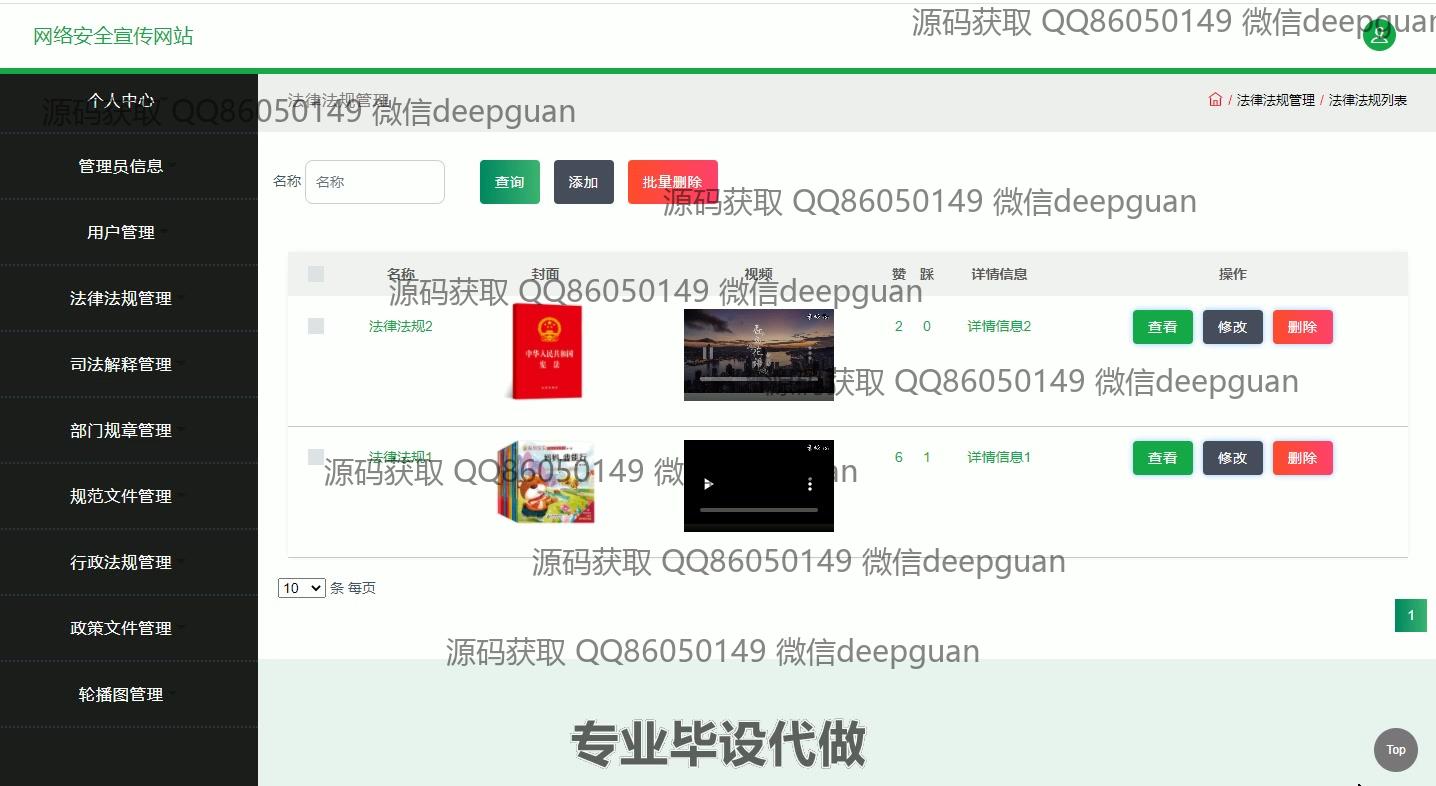 网络安全宣传网站
源码获取 QQ86050149 微信deepguan
个人中心
源码获取 QQ86050149 微信deepguan
法律法规管理
/ 法律法规管理 / 法律法规列表
管理员信息
用户管理
法律法规管理
司法解释管理
部门规章管理
规范文件管理
行政法规管理
政策文件管理
轮播图管理
名称 名称 查询 添加 批量删除
源码获取 QQ86050149 微信deepguan
名称 封面 视频 赞 踩 详情信息 操作
源码获取 QQ86050149 微信deepguan
法律法规2 2 0 详情信息2 查看 修改 删除
中华人民共和国
宪法
源码获取 QQ86050149 微信deepguan
法律法规1 6 1 详情信息1 查看 修改 删除
源码获取 QQ86050149 微信deepguan
源码获取 QQ86050149 微信deepguan
10 条 每页
1
源码获取 QQ86050149 微信deepguan
专业毕设代做
Top